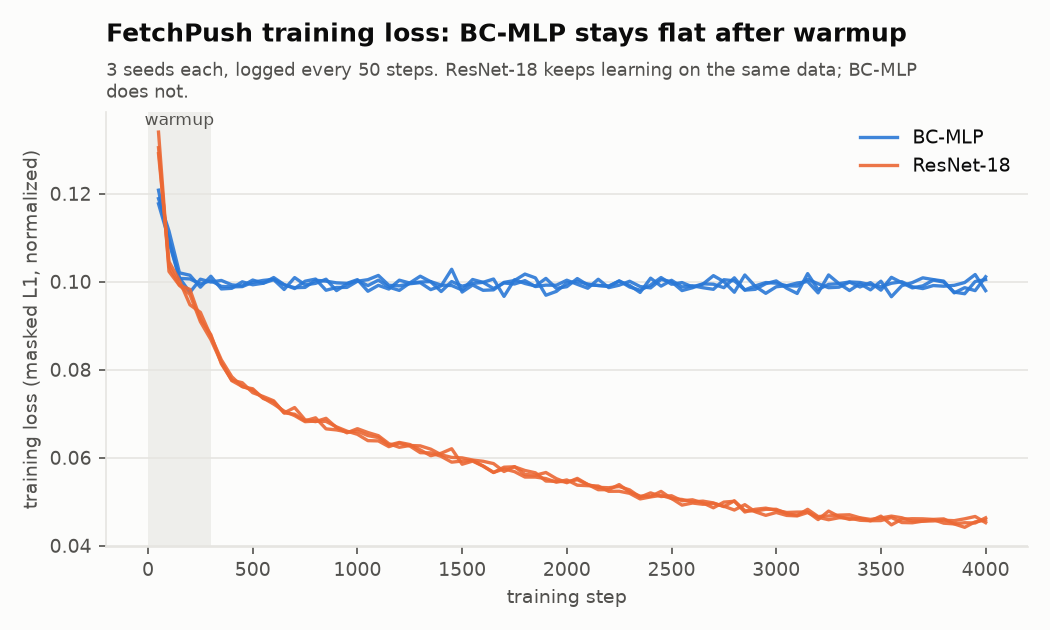 FetchPush training loss: BC-MLP stays flat after warmup
3 seeds each, logged every 50 steps. ResNet-18 keeps learning on the same data; BC-MLP
does not.
warmup
BC-MLP
ResNet-18
training loss (masked L1, normalized)
0.12
0.10
0.08
0.06
0.04
0 500 1000 1500 2000 2500 3000 3500 4000
training step